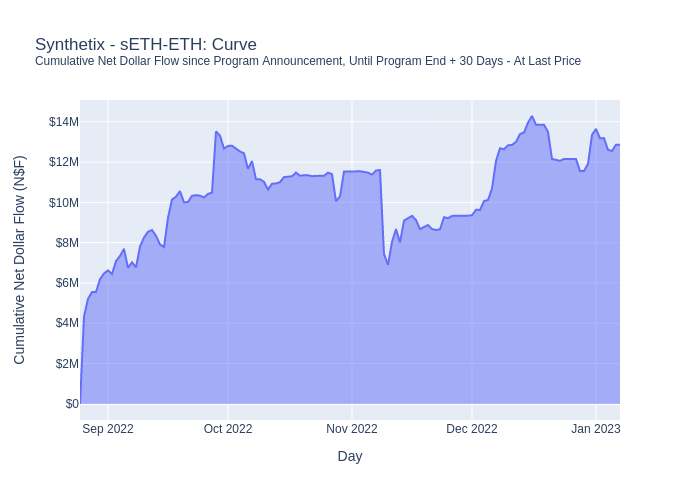 Synthetix - sETH-ETH: Curve
Cumulative Net Dollar Flow since Program Announcement, Until Program End + 30 Days - At Last Price
Cumulative Net Dollar Flow (N$F)
$14M
$12M
$10M
$8M
$6M
$4M
$2M
$0
Sep 2022 Oct 2022 Nov 2022 Dec 2022 Jan 2023
Day